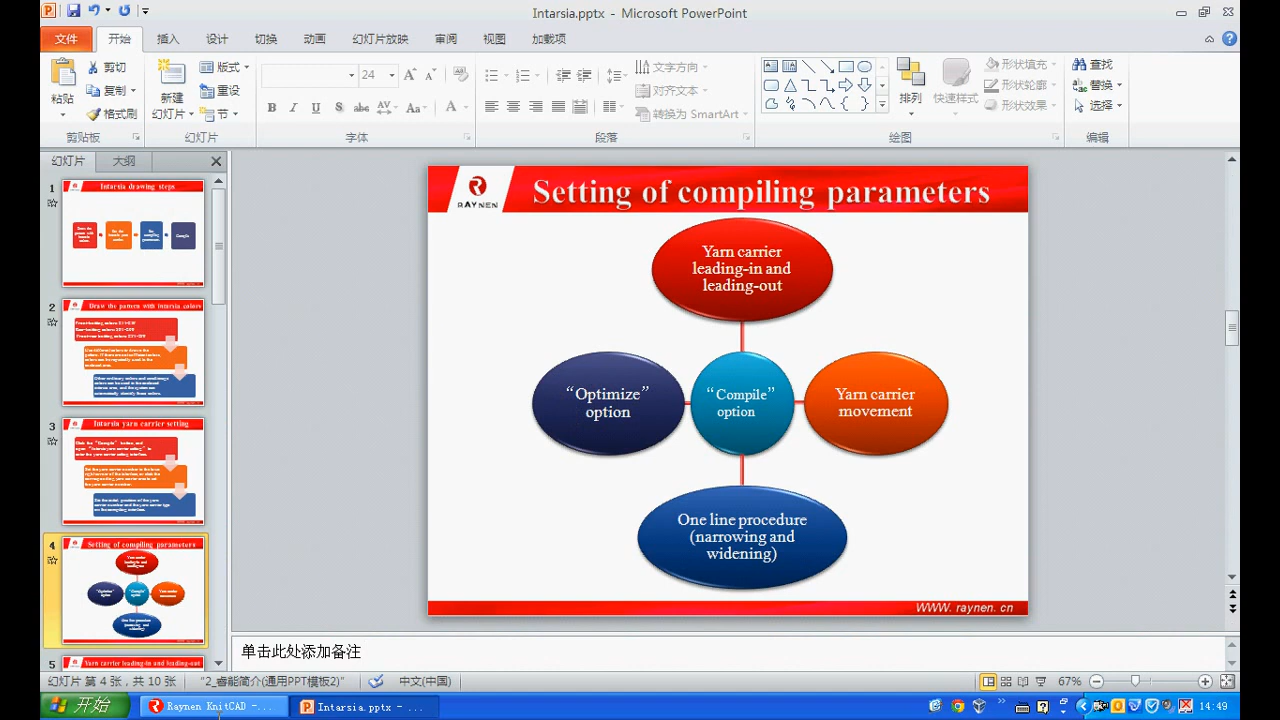 Intarsia.pptx - Microsoft PowerPoint
文件 开始 插入 设计 切换 动画 幻灯片放映 审阅 视图 加载项
粘贴
剪切
复制
格式刷
剪贴板
新建
幻灯片
版式
重设
节
幻灯片
24
B I U S abc AV Aa A
字体
文字方向
对齐文本
转换为 SmartArt
段落
排列
快速样式
形状填充
形状轮廓
形状效果
绘图
查找
替换
选择
编辑
幻灯片 大纲
1
Intarsia drawing steps
Compile
2
Draw the pattern with intarsia colors
3
Intarsia yarn carrier setting
4
Setting of compiling parameters
5
Yarn carrier leading-in and leading-out
RAYNEN
Setting of compiling parameters
Yarn carrier
leading-in and
leading-out
“Optimize”
option
“Compile”
option
Yarn carrier
movement
One line procedure
(narrowing and
widening)
WWW. raynen. cn
单击此处添加备注
幻灯片 第 4 张，共 10 张
“2_睿能简介(通用PPT模板2)”
中文(中国)
67%
开始
Raynen KnitCAD -...
Intarsia.pptx - ...
14:49